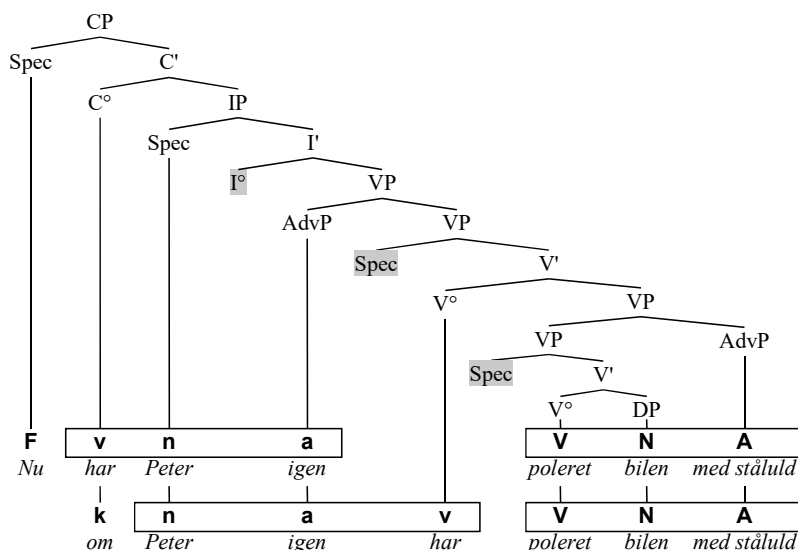 CP
Spec C'
C° IP
Spec I'
I° VP
AdvP VP
Spec V'
V° VP
VP AdvP
Spec V'
V° DP
F v n a V N A
Nu har Peter igen poleret bilen med ståluld
k n a v V N A
om Peter igen har poleret bilen med ståluld